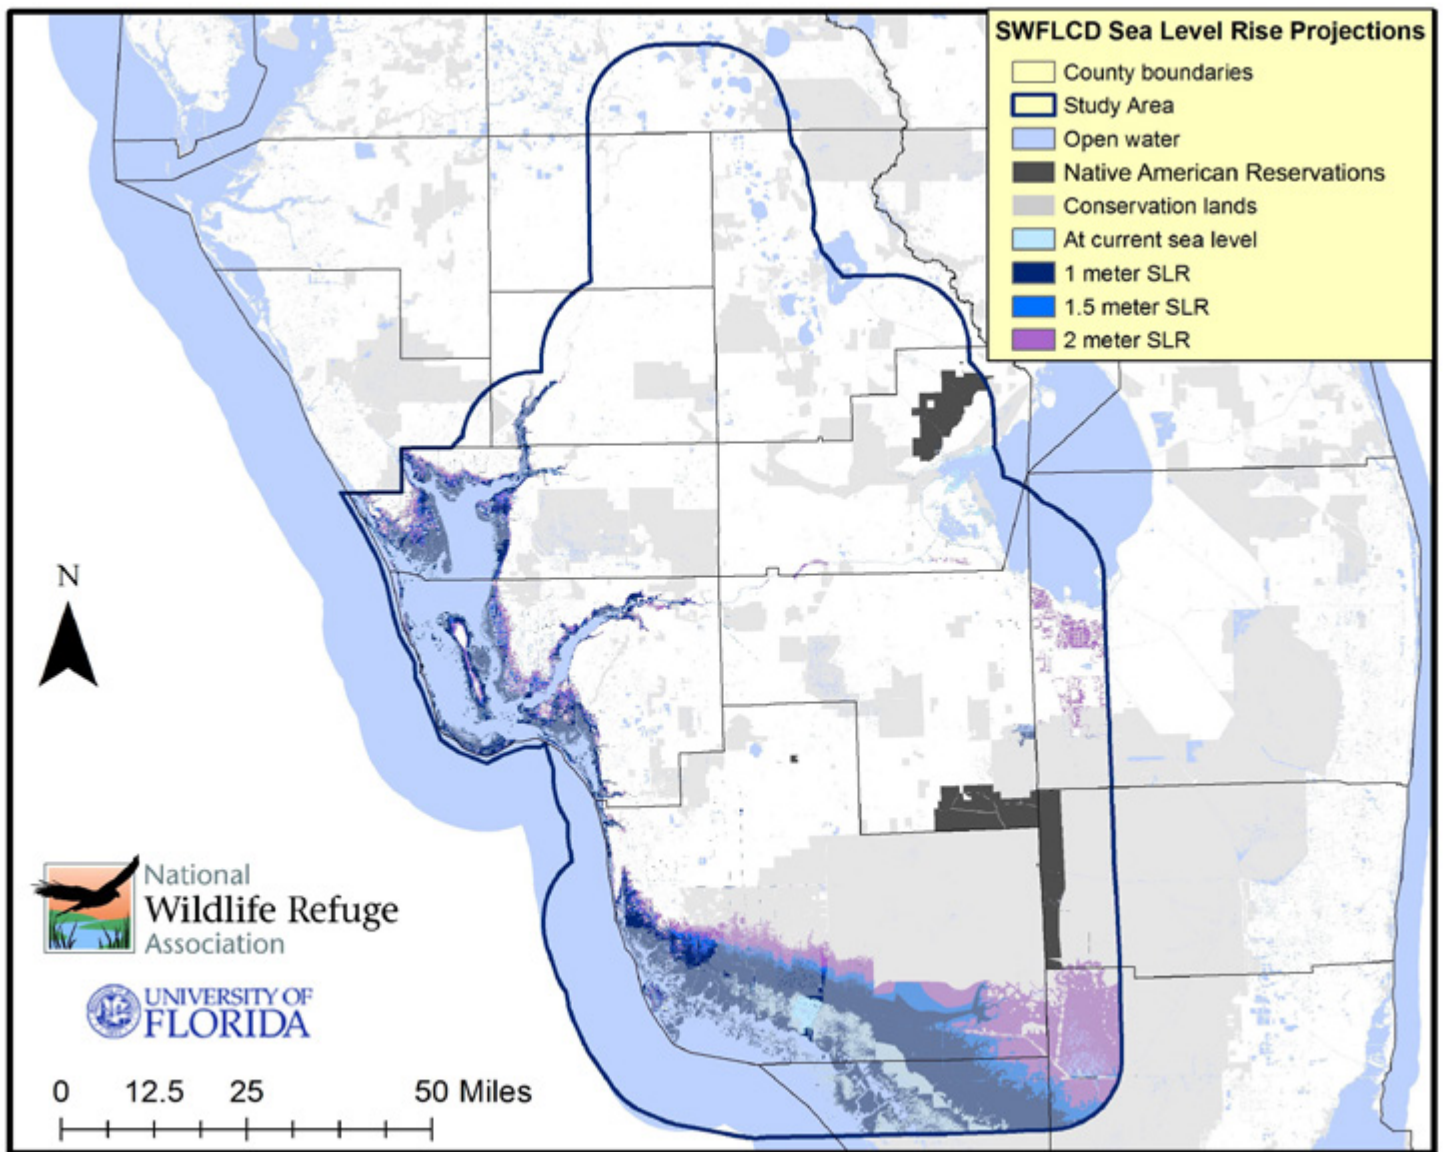 SWFLCD Sea Level Rise Projections
County boundaries
Study Area
Open water
Native American Reservations
Conservation lands
At current sea level
1 meter SLR
1.5 meter SLR
2 meter SLR
N
National
Wildlife Refuge
Association
UNIVERSITY OF
FLORIDA
0 12.5 25 50 Miles